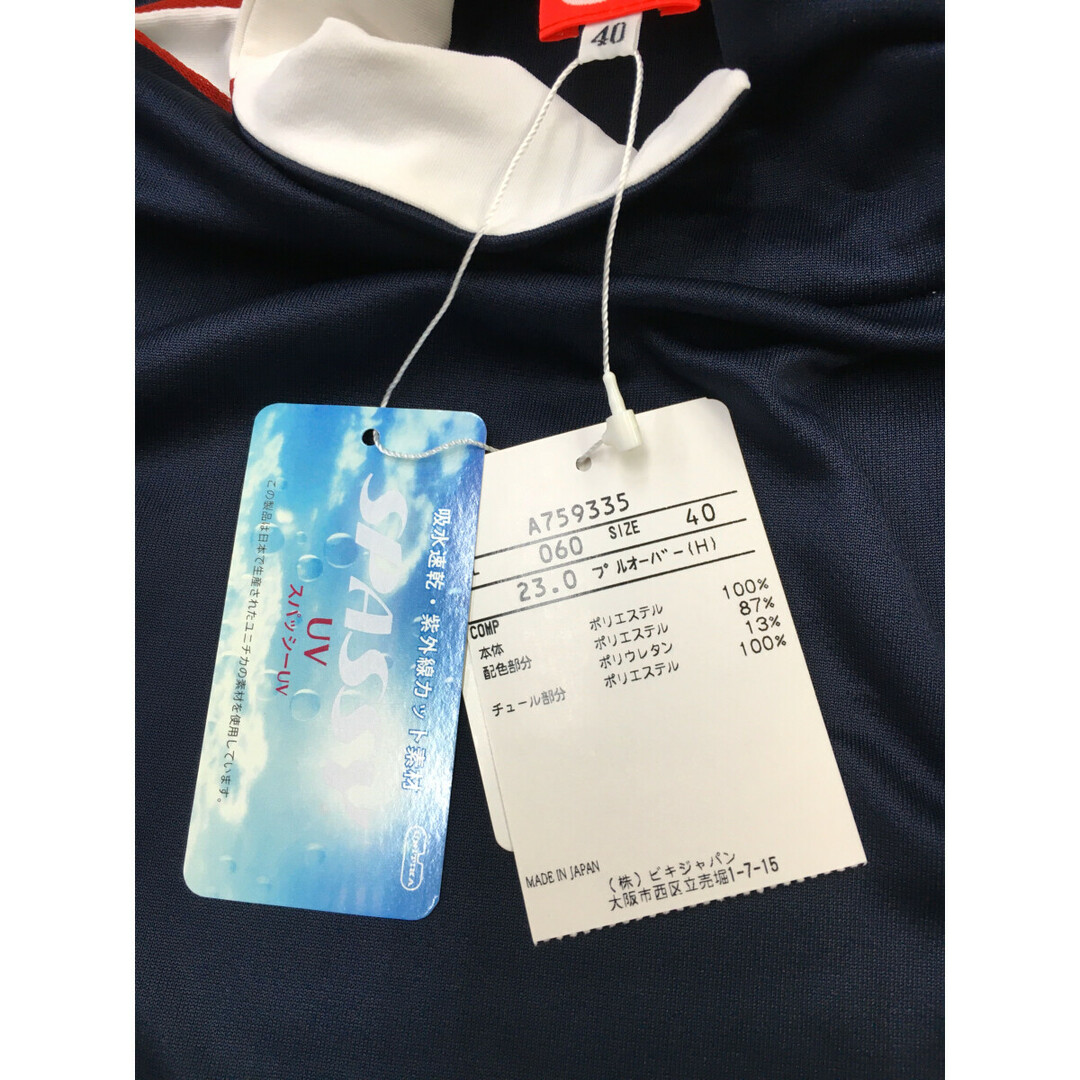 40
吸水速乾・紫外線カット素材
SPASSY
UV
スパッシーUV
この製品は日本で生産されたユニチカの素材を使用しています。
UNITIKA
A759335
060 SIZE 40
23.0 プルオーバー(H)
COMP
本体 ポリエステル 100%
配色部分 ポリエステル 87%
ポリウレタン 13%
チュール部分 ポリエステル 100%
MADE IN JAPAN
(株)ビキジャパン
大阪市西区立売堀1-7-15